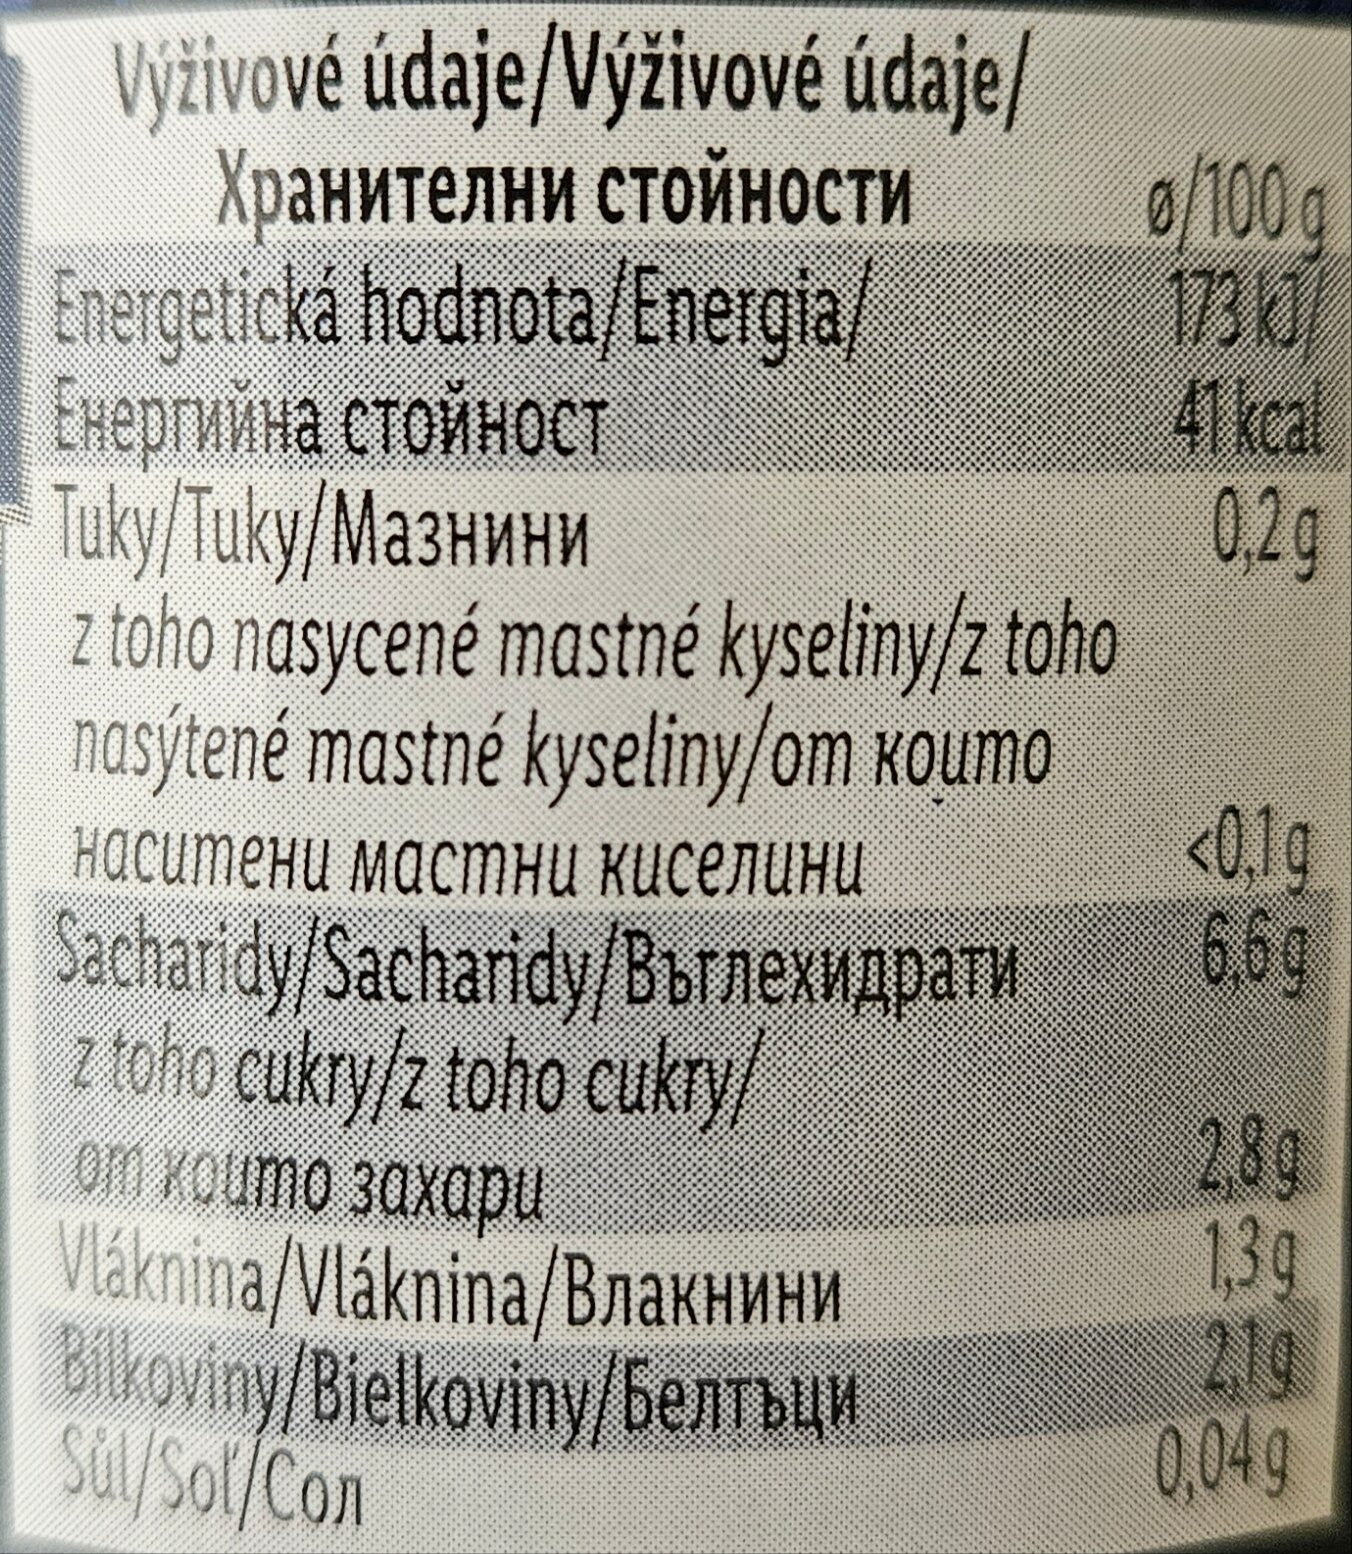 Výživové údaje/Výživové údaje/
Хранителни стойности ø/100 g
Energetická hodnota/Energia/ 173 kJ/
Енергийна стойност 41 kcal
Tuky/Tuky/Мазнини 0,2 g
z toho nasycené mastné kyseliny/z toho
nasýtené mastné kyseliny/от които
наситени мастни киселини <0,1 g
Sacharidy/Sacharidy/Въглехидрати 6,6 g
z toho cukry/z toho cukry/
от които захари 2,8 g
Vláknina/Vláknina/Влакнини 1,3 g
Bílkoviny/Bielkoviny/Белтъци 2,1 g
Sůl/Soľ/Сол 0,04 g